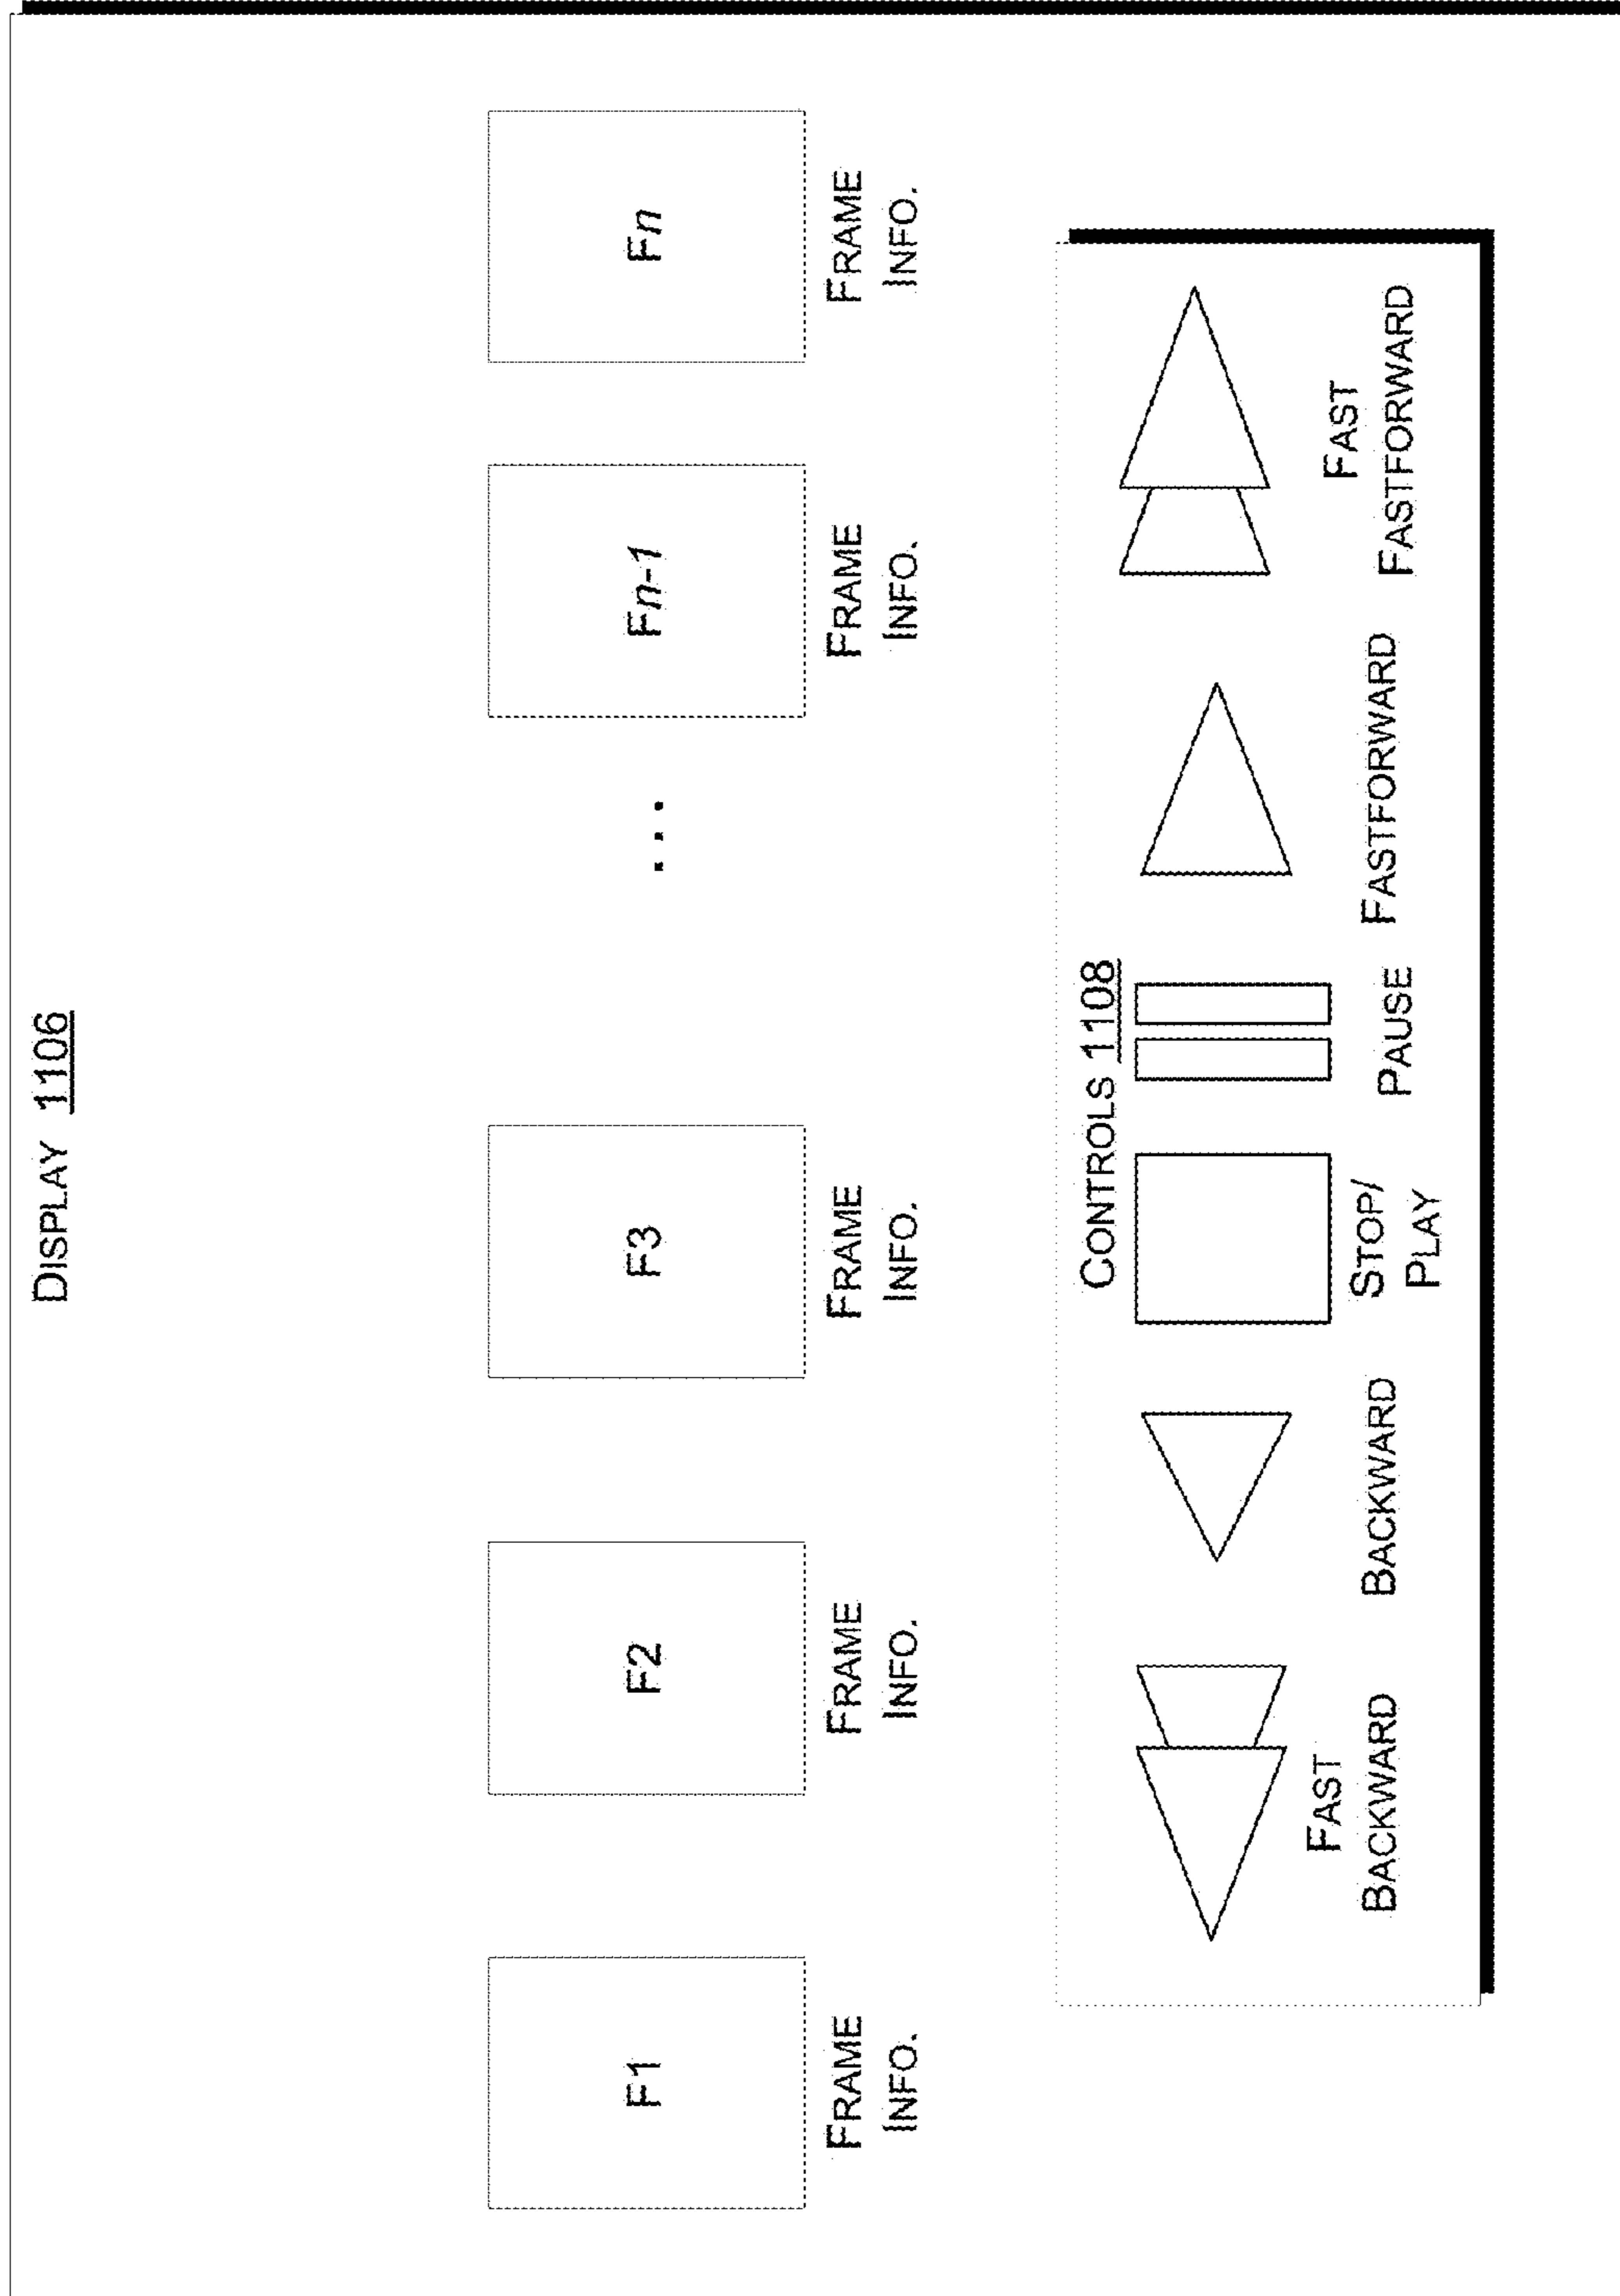 DISPLAY 1106
F1
F2
F3
...
Fn-1
Fn
FRAME
INFO.
FRAME
INFO.
FRAME
INFO.
FRAME
INFO.
FRAME
INFO.
CONTROLS 1108
FAST
BACKWARD
BACKWARD
STOP/
PLAY
PAUSE
FASTFORWARD
FAST
FASTFORWARD